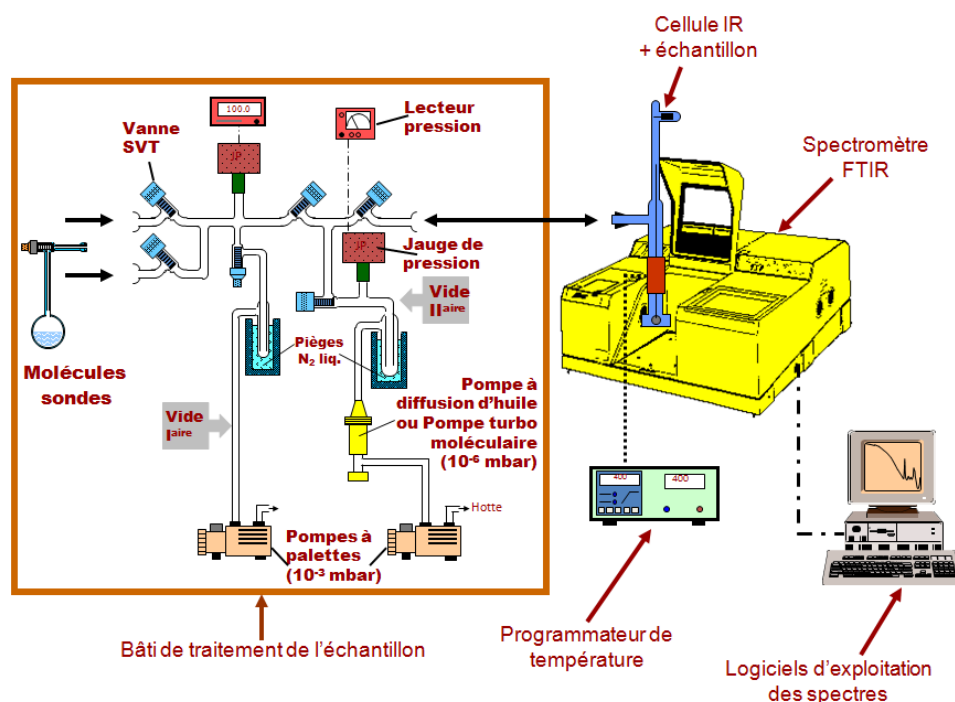 Cellule IR
+ échantillon
100.0
Lecteur
pression
Vanne
SVT
Spectromètre
FTIR
Jauge de
pression
Vide
IIaire
Pièges
N₂ liq.
Molécules
sondes
Vide
Iaire
Pompe à
diffusion d'huile
ou Pompe turbo
moléculaire
(10⁻⁶ mbar)
400
400
Hotte
Pompes à
palettes
(10⁻³ mbar)
Bâti de traitement de l'échantillon
Programmateur de
température
Logiciels d'exploitation
des spectres